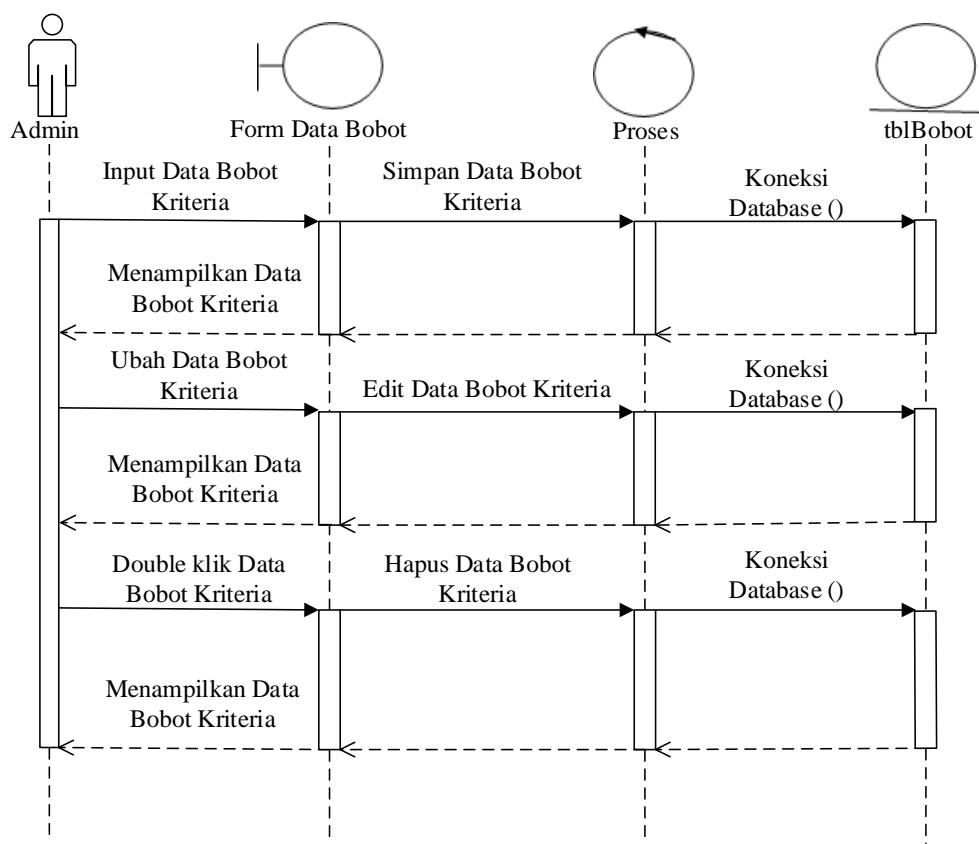 Admin
Form Data Bobot
Proses
tblBobot
Input Data Bobot
Kriteria
Simpan Data Bobot
Kriteria
Koneksi
Database ()
Menampilkan Data
Bobot Kriteria
Ubah Data Bobot
Kriteria
Edit Data Bobot Kriteria
Koneksi
Database ()
Menampilkan Data
Bobot Kriteria
Double klik Data
Bobot Kriteria
Hapus Data Bobot
Kriteria
Koneksi
Database ()
Menampilkan Data
Bobot Kriteria